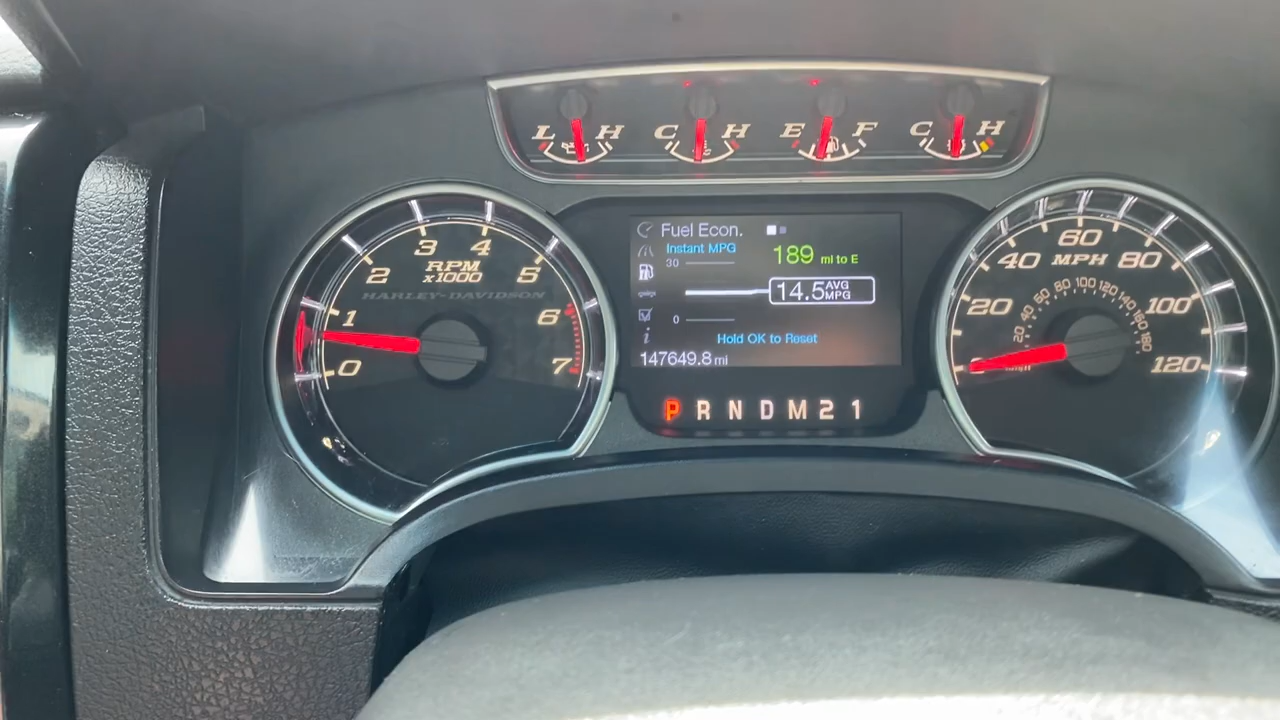 L H C H E F C H
3 4
2 5
RPM
x1000
HARLEY-DAVIDSON
1 6
0 7
Fuel Econ.
Instant MPG
30
189 mi to E
14.5 AVG MPG
0
Hold OK to Reset
147649.8 mi
P R N D M 2 1
60
40 MPH 80
20 100
120
20 40 60 80 100 120 140 160 180